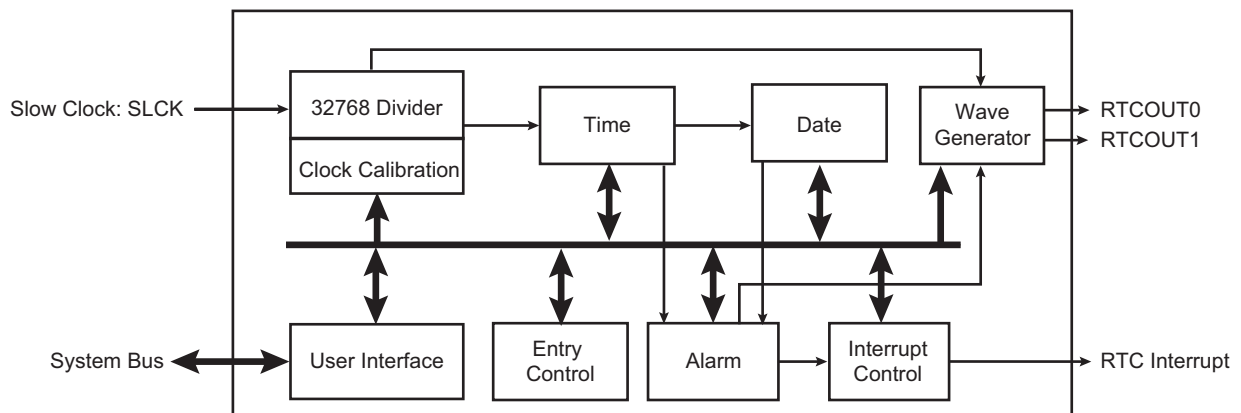 Slow Clock: SLCK
32768 Divider
Clock Calibration
Time
Date
Wave
Generator
RTCOUT0
RTCOUT1
System Bus
User Interface
Entry
Control
Alarm
Interrupt
Control
RTC Interrupt